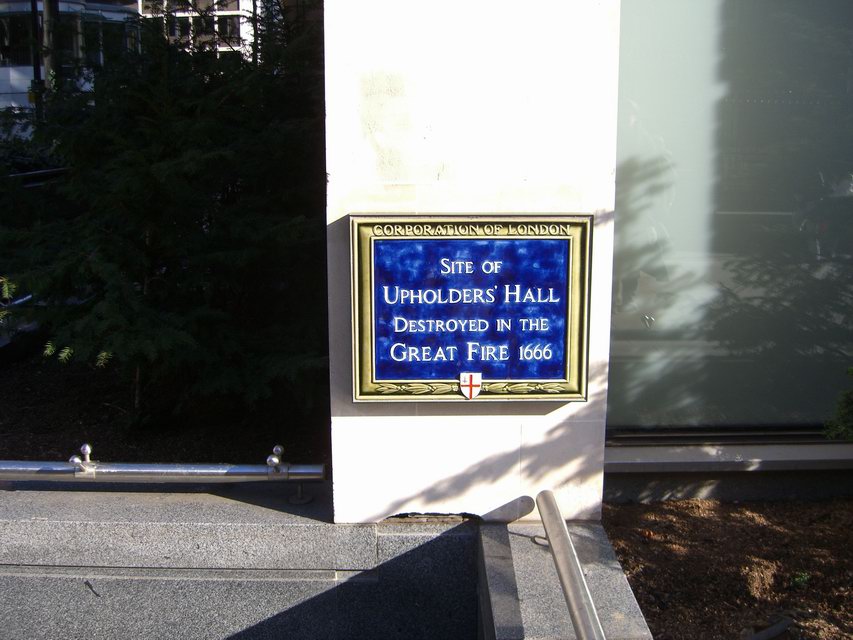 CORPORATION OF LONDON
SITE OF
UPHOLDERS' HALL
DESTROYED IN THE
GREAT FIRE 1666